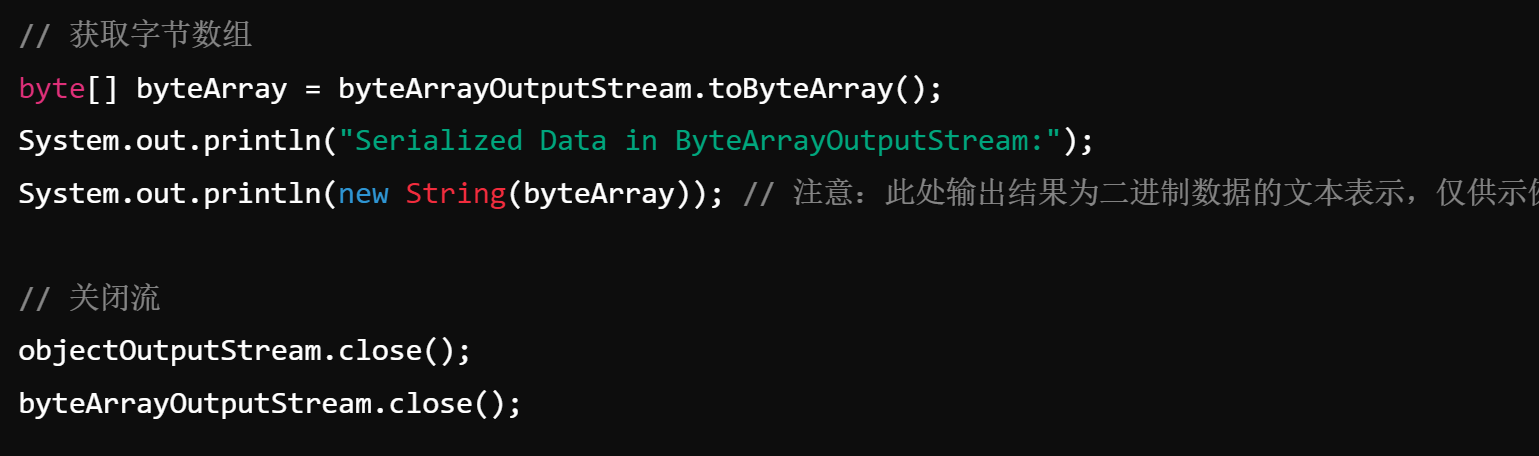 // 获取字节数组
byte[] byteArray = byteArrayOutputStream.toByteArray();
System.out.println("Serialized Data in ByteArrayOutputStream:");
System.out.println(new String(byteArray)); // 注意：此处输出结果为二进制数据的文本表示，仅供示
// 关闭流
objectOutputStream.close();
byteArrayOutputStream.close();